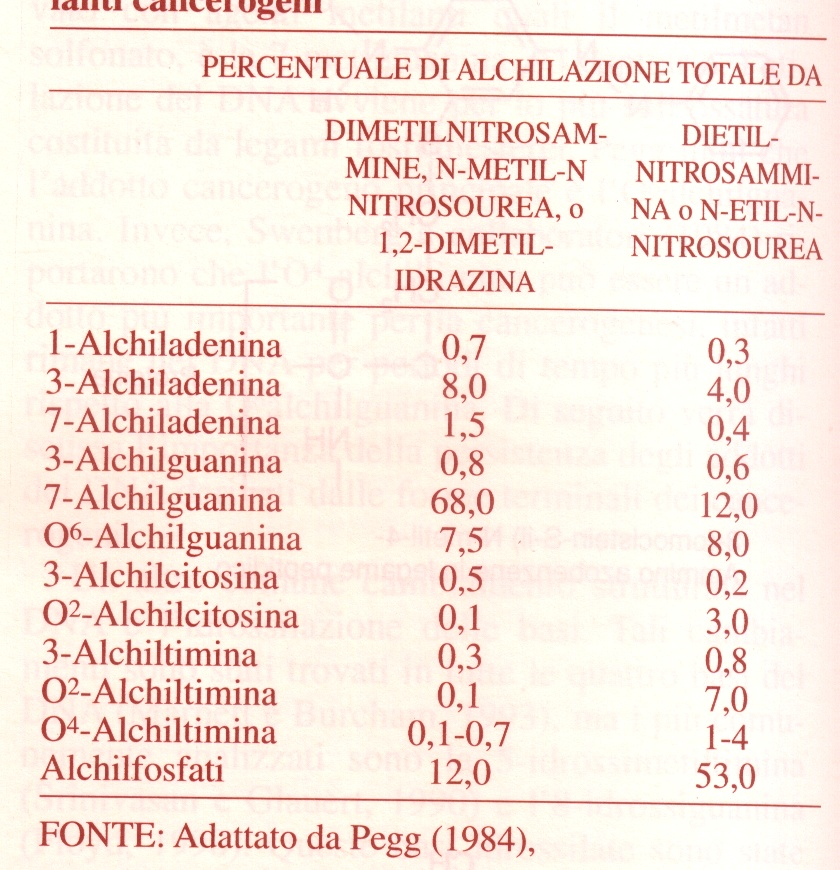 lanti cancerogeni
PERCENTUALE DI ALCHILAZIONE TOTALE DA
DIMETILNITROSAM-
MINE, N-METIL-N
NITROSOUREA, o
1,2-DIMETIL-
IDRAZINA
DIETIL-
NITROSAMMI-
NA o N-ETIL-N-
NITROSOUREA
1-Alchiladenina 0,7 0,3
3-Alchiladenina 8,0 4,0
7-Alchiladenina 1,5 0,4
3-Alchilguanina 0,8 0,6
7-Alchilguanina 68,0 12,0
O⁶-Alchilguanina 7,5 8,0
3-Alchilcitosina 0,5 0,2
O²-Alchilcitosina 0,1 3,0
3-Alchiltimina 0,3 0,8
O²-Alchiltimina 0,1 7,0
O⁴-Alchiltimina 0,1-0,7 1-4
Alchilfosfati 12,0 53,0
FONTE: Adattato da Pegg (1984),